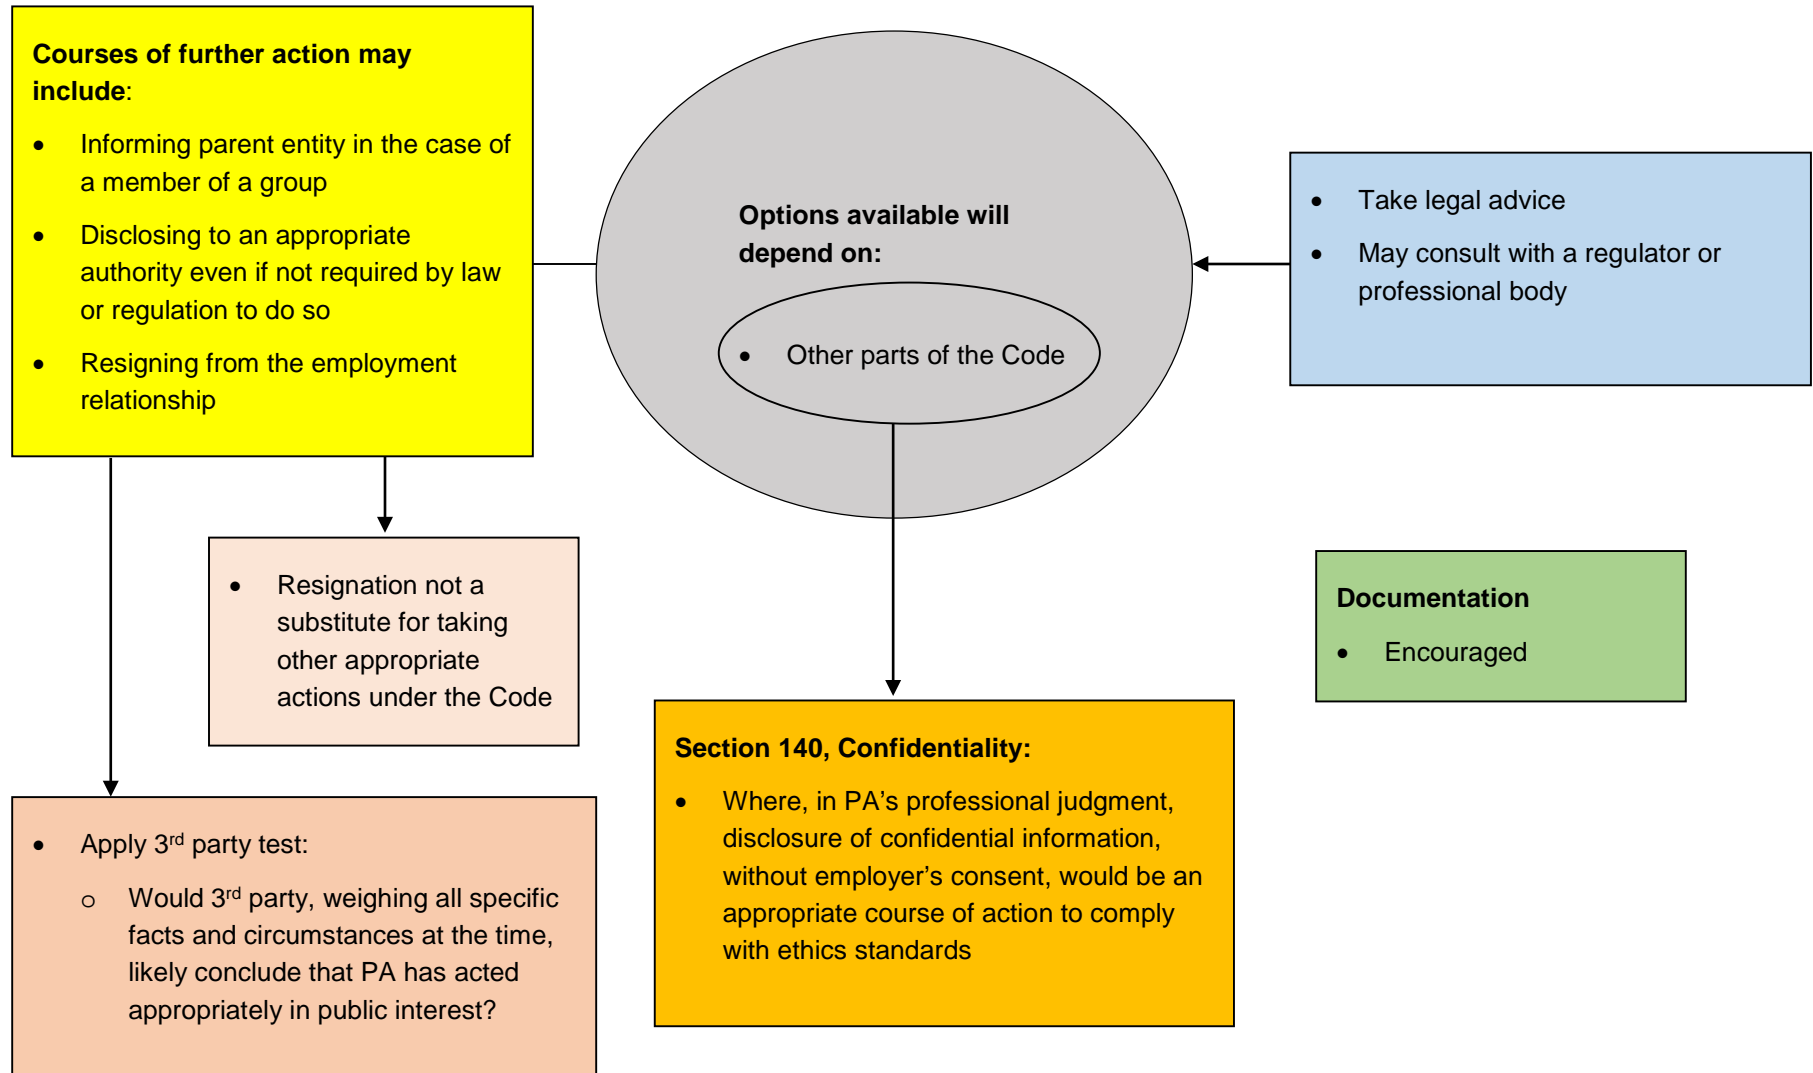 Courses of further action may
include:
• Informing parent entity in the case of
a member of a group
• Disclosing to an appropriate
authority even if not required by law
or regulation to do so
• Resigning from the employment
relationship
Options available will
depend on:
• Other parts of the Code
• Take legal advice
• May consult with a regulator or
professional body
• Resignation not a
substitute for taking
other appropriate
actions under the Code
Documentation
• Encouraged
• Apply 3rd party test:
o Would 3rd party, weighing all specific
facts and circumstances at the time,
likely conclude that PA has acted
appropriately in public interest?
Section 140, Confidentiality:
• Where, in PA’s professional judgment,
disclosure of confidential information,
without employer’s consent, would be an
appropriate course of action to comply
with ethics standards